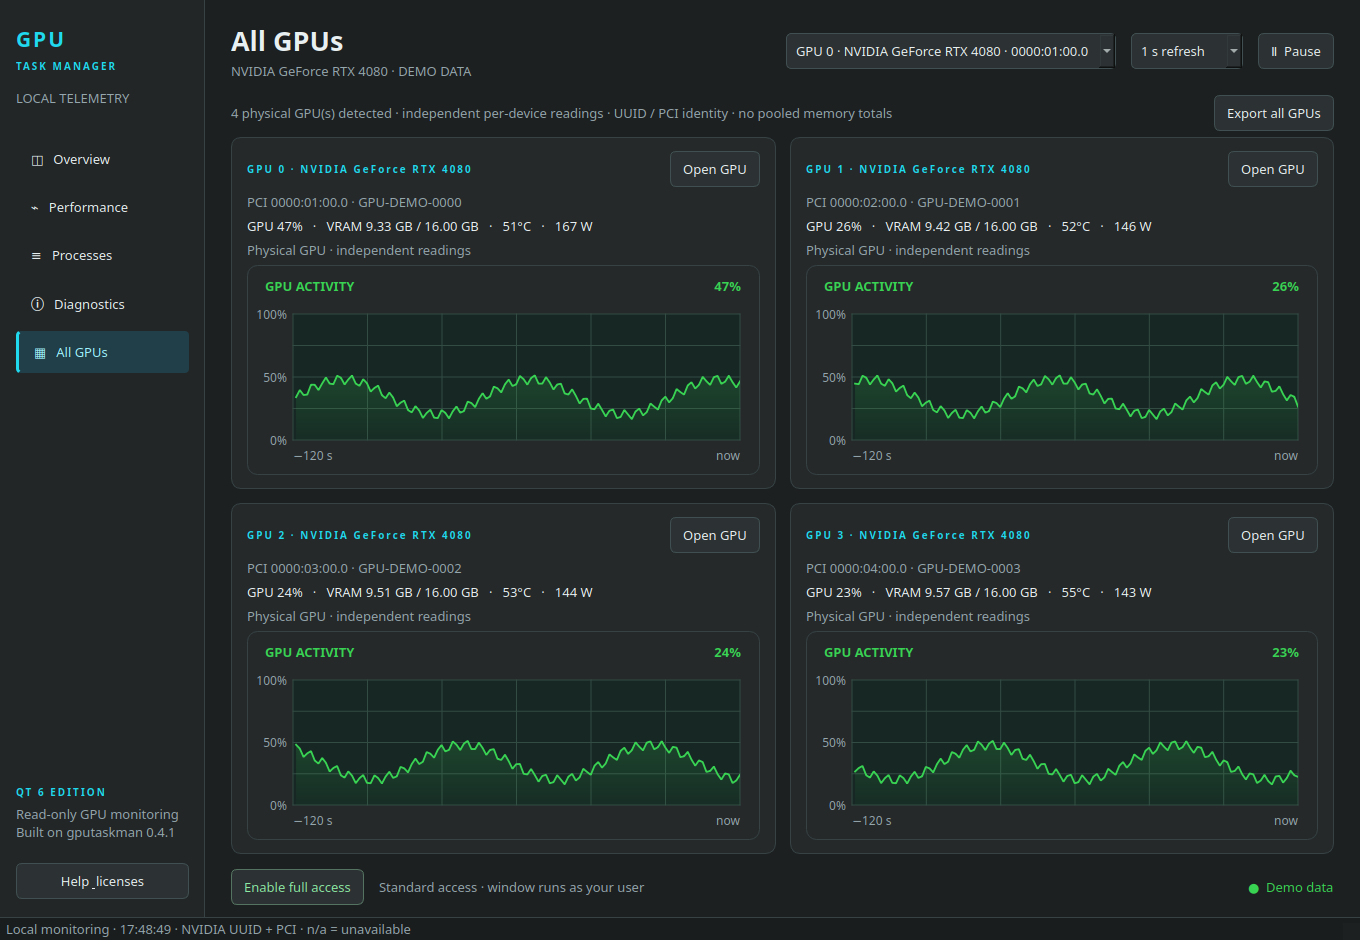 GPU
TASK MANAGER
LOCAL TELEMETRY
Overview
Performance
Processes
Diagnostics
All GPUs
QT 6 EDITION
Read-only GPU monitoring
Built on gputaskman 0.4.1
Help _licenses
All GPUs
NVIDIA GeForce RTX 4080 · DEMO DATA
GPU 0 · NVIDIA GeForce RTX 4080 · 0000:01:00.0
1 s refresh
Pause
4 physical GPU(s) detected · independent per-device readings · UUID / PCI identity · no pooled memory totals
Export all GPUs
GPU 0 · NVIDIA GeForce RTX 4080
Open GPU
PCI 0000:01:00.0 · GPU-DEMO-0000
GPU 47% · VRAM 9.33 GB / 16.00 GB · 51°C · 167 W
Physical GPU · independent readings
GPU ACTIVITY
47%
100%
50%
0%
−120 s
now
GPU 1 · NVIDIA GeForce RTX 4080
Open GPU
PCI 0000:02:00.0 · GPU-DEMO-0001
GPU 26% · VRAM 9.42 GB / 16.00 GB · 52°C · 146 W
Physical GPU · independent readings
GPU ACTIVITY
26%
100%
50%
0%
−120 s
now
GPU 2 · NVIDIA GeForce RTX 4080
Open GPU
PCI 0000:03:00.0 · GPU-DEMO-0002
GPU 24% · VRAM 9.51 GB / 16.00 GB · 53°C · 144 W
Physical GPU · independent readings
GPU ACTIVITY
24%
100%
50%
0%
−120 s
now
GPU 3 · NVIDIA GeForce RTX 4080
Open GPU
PCI 0000:04:00.0 · GPU-DEMO-0003
GPU 23% · VRAM 9.57 GB / 16.00 GB · 55°C · 143 W
Physical GPU · independent readings
GPU ACTIVITY
23%
100%
50%
0%
−120 s
now
Enable full access
Standard access · window runs as your user
Demo data
Local monitoring · 17:48:49 · NVIDIA UUID + PCI · n/a = unavailable